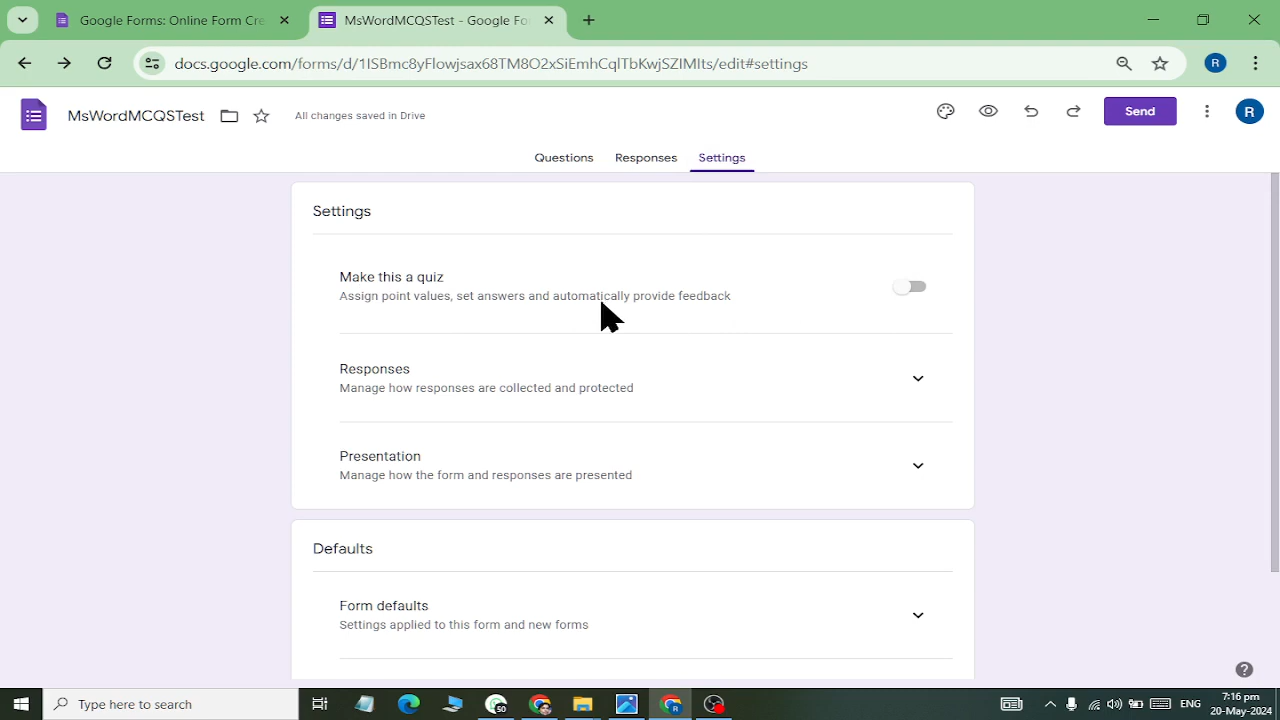 Google Forms: Online Form Cre
MsWordMCQSTest - Google Fo
docs.google.com/forms/d/1ISBmc8yFlowjsax68TM8O2xSiEmhCqlTbKwjSZIMIts/edit#settings
R
MsWordMCQSTest
All changes saved in Drive
Send
R
Questions Responses Settings
Settings
Make this a quiz
Assign point values, set answers and automatically provide feedback
Responses
Manage how responses are collected and protected
Presentation
Manage how the form and responses are presented
Defaults
Form defaults
Settings applied to this form and new forms
Type here to search
ENG
7:16 pm
20-May-2024